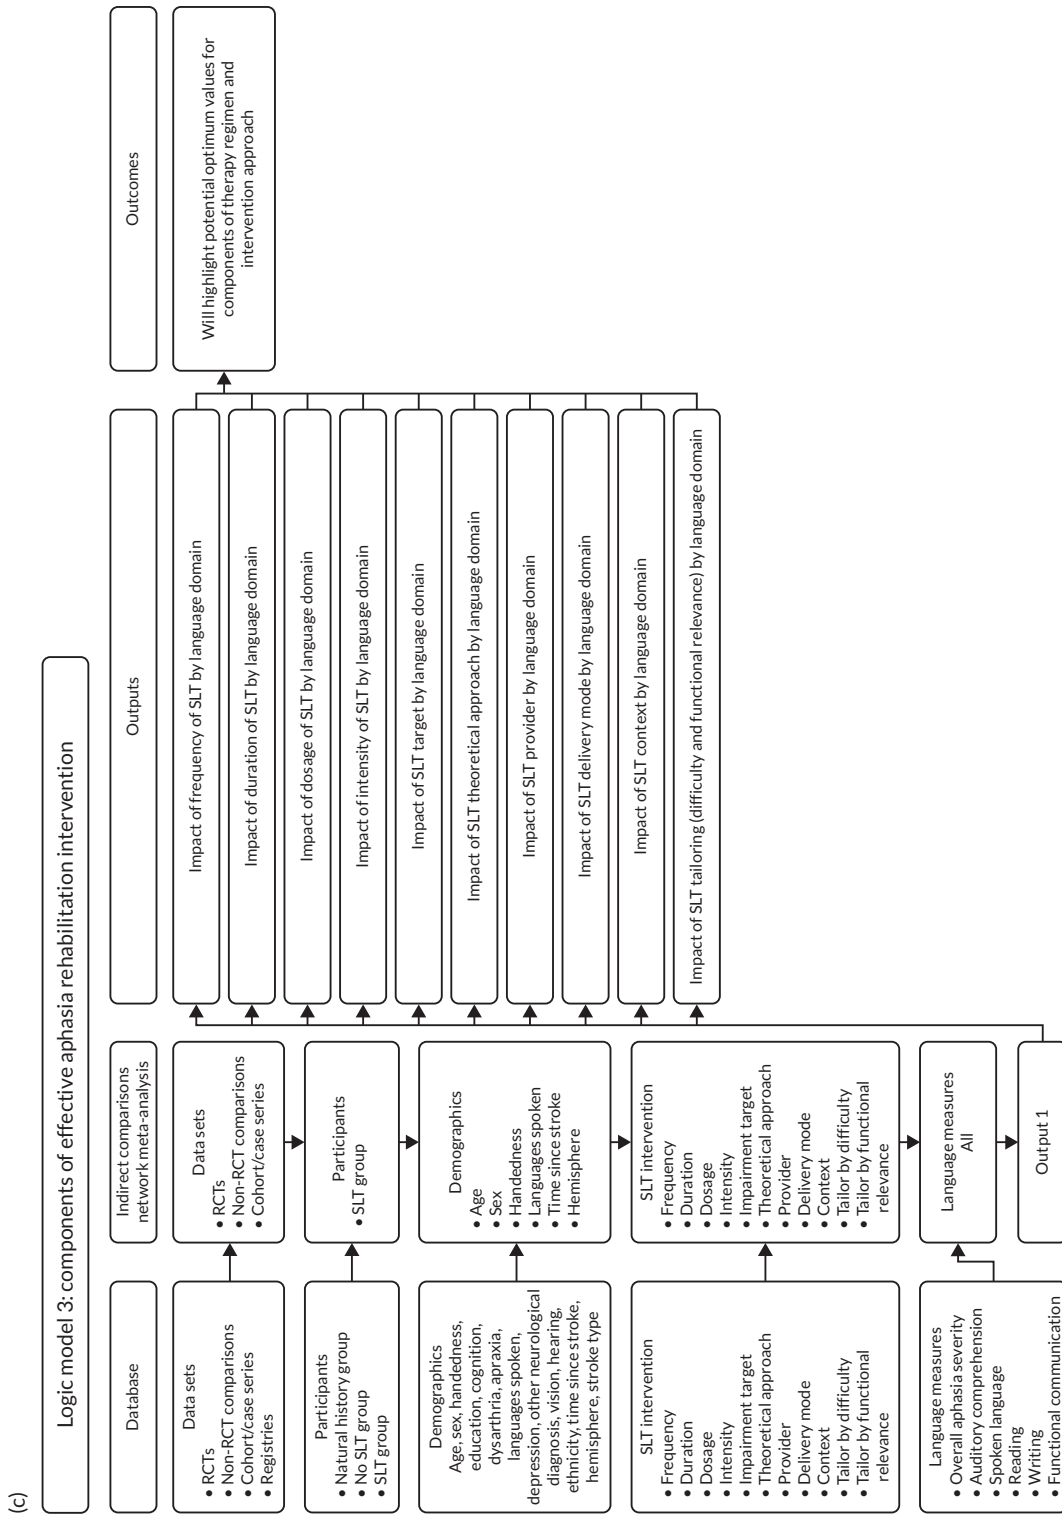 (c)
Logic model 3: components of effective aphasia rehabilitation intervention
Database
Data sets
• RCTs
• Non-RCT comparisons
• Cohort/case series
• Registries
Participants
• Natural history group
• No SLT group
• SLT group
Demographics
Age, sex, handedness,
education, cognition,
dysarthria, apraxia,
languages spoken,
depression, other neurological
diagnosis, vision, hearing,
ethnicity, time since stroke,
hemisphere, stroke type
SLT intervention
• Frequency
• Duration
• Dosage
• Intensity
• Impairment target
• Theoretical approach
• Provider
• Delivery mode
• Context
• Tailor by difficulty
• Tailor by functional
relevance
Language measures
• Overall aphasia severity
• Auditory comprehension
• Spoken language
• Reading
• Writing
• Functional communication
Indirect comparisons
network meta-analysis
Data sets
• RCTs
• Non-RCT comparisons
• Cohort/case series
Participants
• SLT group
Demographics
• Age
• Sex
• Handedness
• Languages spoken
• Time since stroke
• Hemisphere
SLT intervention
• Frequency
• Duration
• Dosage
• Intensity
• Impairment target
• Theoretical approach
• Provider
• Delivery mode
• Context
• Tailor by difficulty
• Tailor by functional
relevance
Language measures
All
Output 1
Outputs
Impact of frequency of SLT by language domain
Impact of duration of SLT by language domain
Impact of dosage of SLT by language domain
Impact of intensity of SLT by language domain
Impact of SLT target by language domain
Impact of SLT theoretical approach by language domain
Impact of SLT provider by language domain
Impact of SLT delivery mode by language domain
Impact of SLT context by language domain
Impact of SLT tailoring (difficulty and functional relevance) by language domain
Outcomes
Will highlight potential optimum values for
components of therapy regimen and
intervention approach